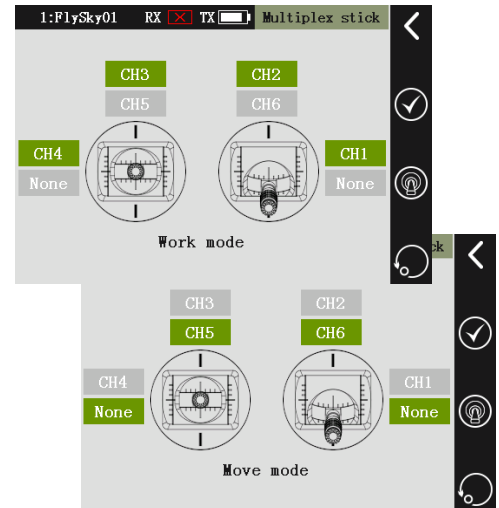 1:FlySky01 RX TX Multiplex stick
CH3 CH2
CH5 CH6
CH4 CH1
None None
Work mode
ck
CH3 CH2
CH5 CH6
CH4 CH1
None None
Move mode